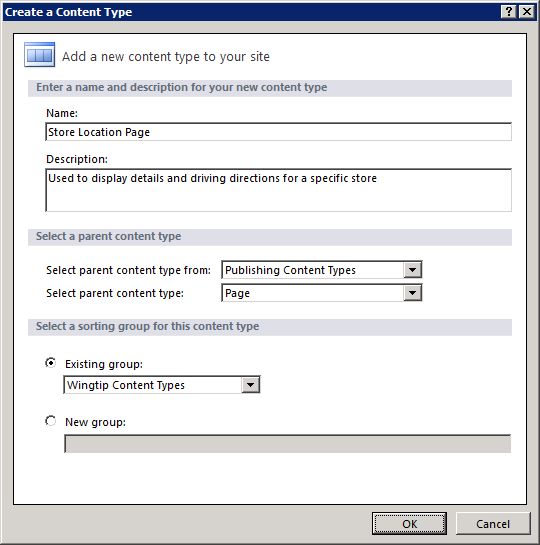 Create a Content Type
Add a new content type to your site
Enter a name and description for your new content type
Name:
Store Location Page
Description:
Used to display details and driving directions for a specific store
Select a parent content type
Select parent content type from: Publishing Content Types
Select parent content type: Page
Select a sorting group for this content type
Existing group:
Wingtip Content Types
New group:
OK Cancel